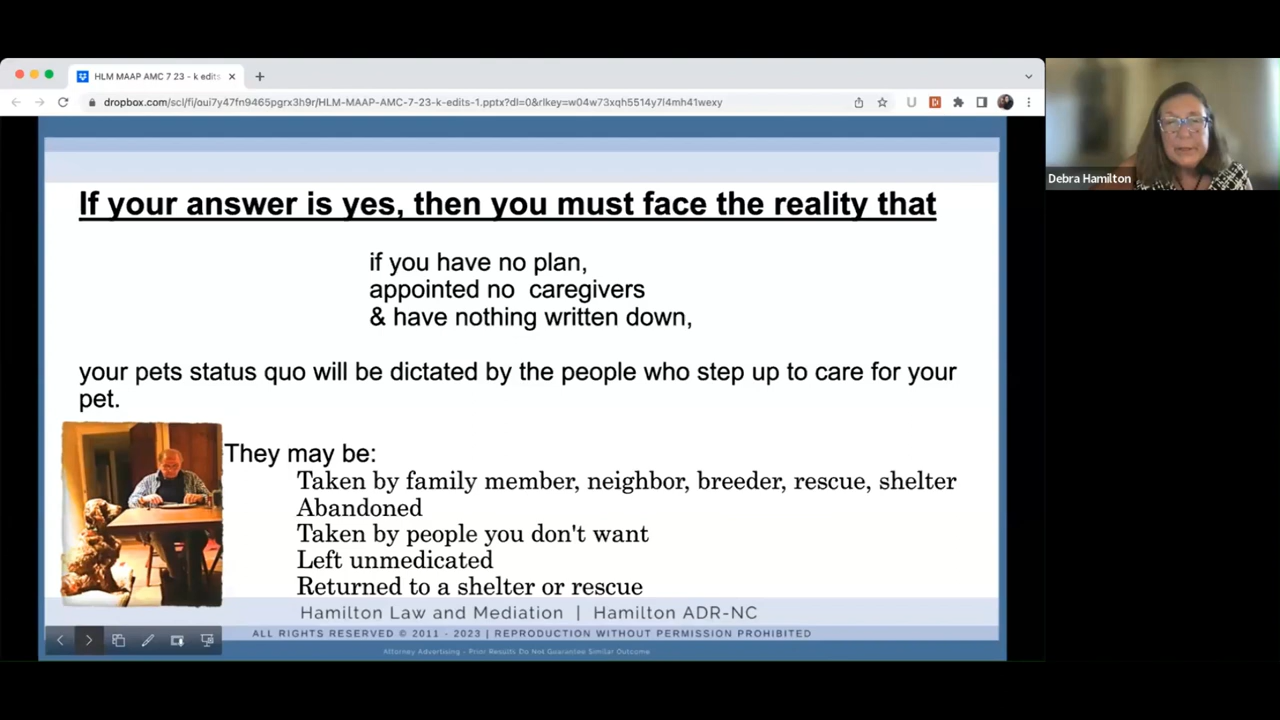 HLM MAAP AMC 7 23 - k edits
dropbox.com/scl/fi/oui7y47fn9465pgrx3h9r/HLM-MAAP-AMC-7-23-k-edits-1.pptx?dl=0&rlkey=w04w73xqh5514y7l4mh41wexy
Debra Hamilton
If your answer is yes, then you must face the reality that
if you have no plan,
appointed no caregivers
& have nothing written down,
your pets status quo will be dictated by the people who step up to care for your
pet.
They may be:
Taken by family member, neighbor, breeder, rescue, shelter
Abandoned
Taken by people you don't want
Left unmedicated
Returned to a shelter or rescue
Hamilton Law and Mediation | Hamilton ADR-NC
ALL RIGHTS RESERVED © 2011 - 2023 | REPRODUCTION WITHOUT PERMISSION PROHIBITED
Attorney Advertising - Prior Results Do Not Guarantee Similar Outcome